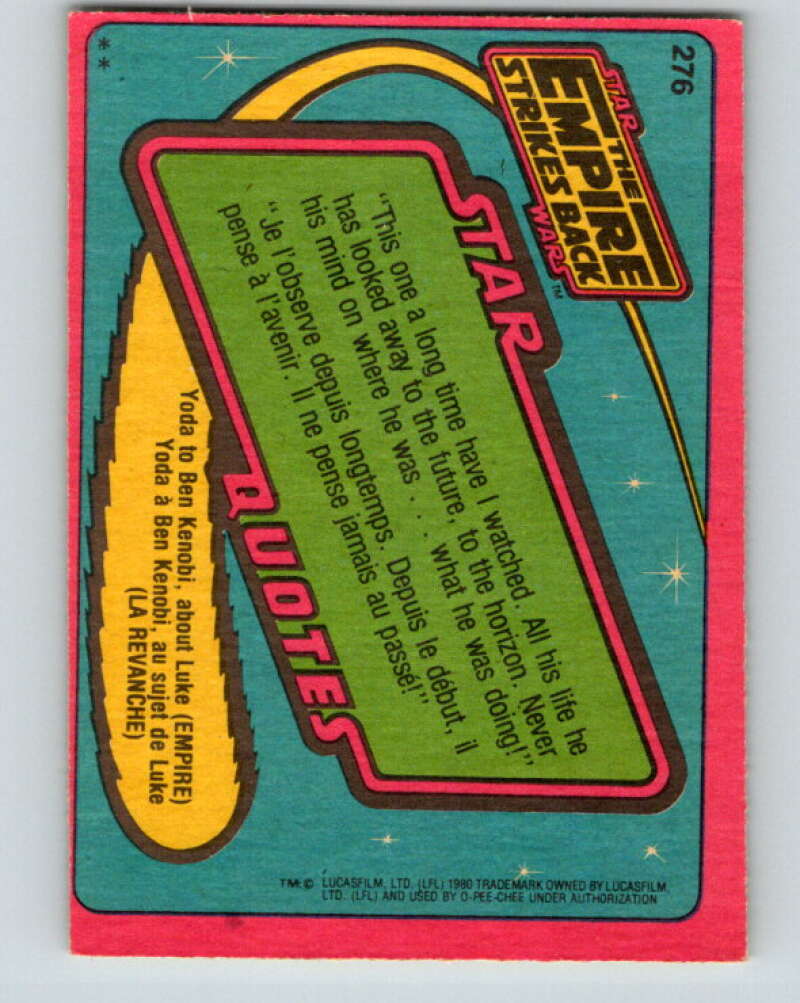 276
STAR
THE
EMPIRE
STRIKES BACK
WARS™
STAR
"This one a long time have I watched. All his life he
has looked away to the future, to the horizon. Never
his mind on where he was . . . what he was doing!"
“ Je l'observe depuis longtemps. Depuis le début, il
pense à l'avenir. Il ne pense jamais au passé!”
QUOTES
Yoda to Ben Kenobi, about Luke (EMPIRE)
Yoda à Ben Kenobi, au sujet de Luke
(LA REVANCHE)
**
TM: © LUCASFILM, LTD. (LFL) 1980 TRADEMARK OWNED BY LUCASFILM,
LTD. (LFL) AND USED BY O-PEE-CHEE UNDER AUTHORIZATION